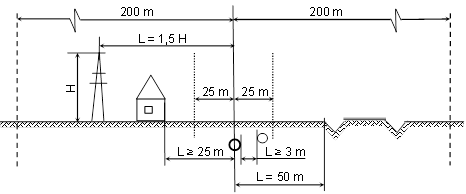 200 m 200 m
L = 1,5 H
H
25 m 25 m
L ≥ 25 m L ≥ 3 m
L = 50 m